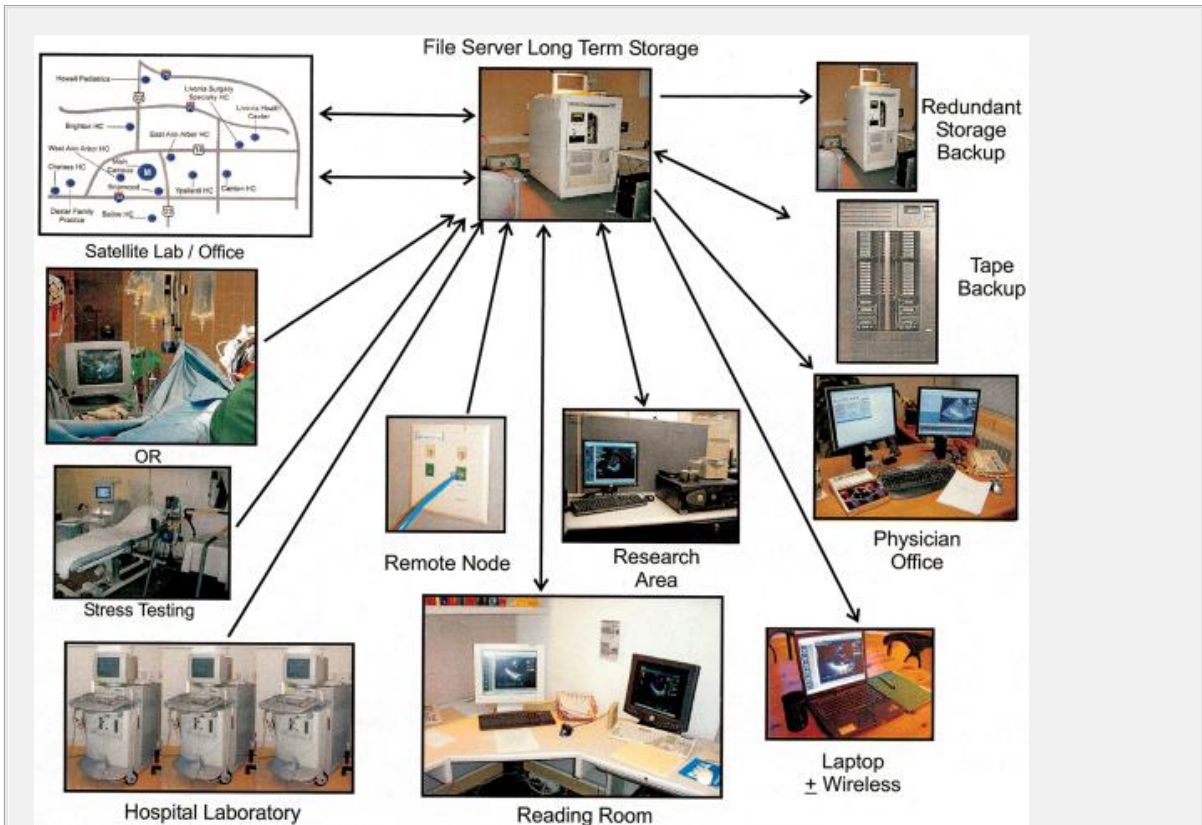 File Server Long Term Storage
Howell Pediatrics
Livonia Surgery
Specialty HC
Livonia Health
Center
Brighton HC
East Ann Arbor HC
West Ann Arbor HC
Main
Campus
M
Chelsea HC
Briarwood
Ypsilanti HC
Canton HC
Dexter Family
Practice
Saline HC
Satellite Lab / Office
Redundant
Storage
Backup
Tape
Backup
OR
Remote Node
Research
Area
Physician
Office
Stress Testing
Hospital Laboratory
Reading Room
Laptop
± Wireless